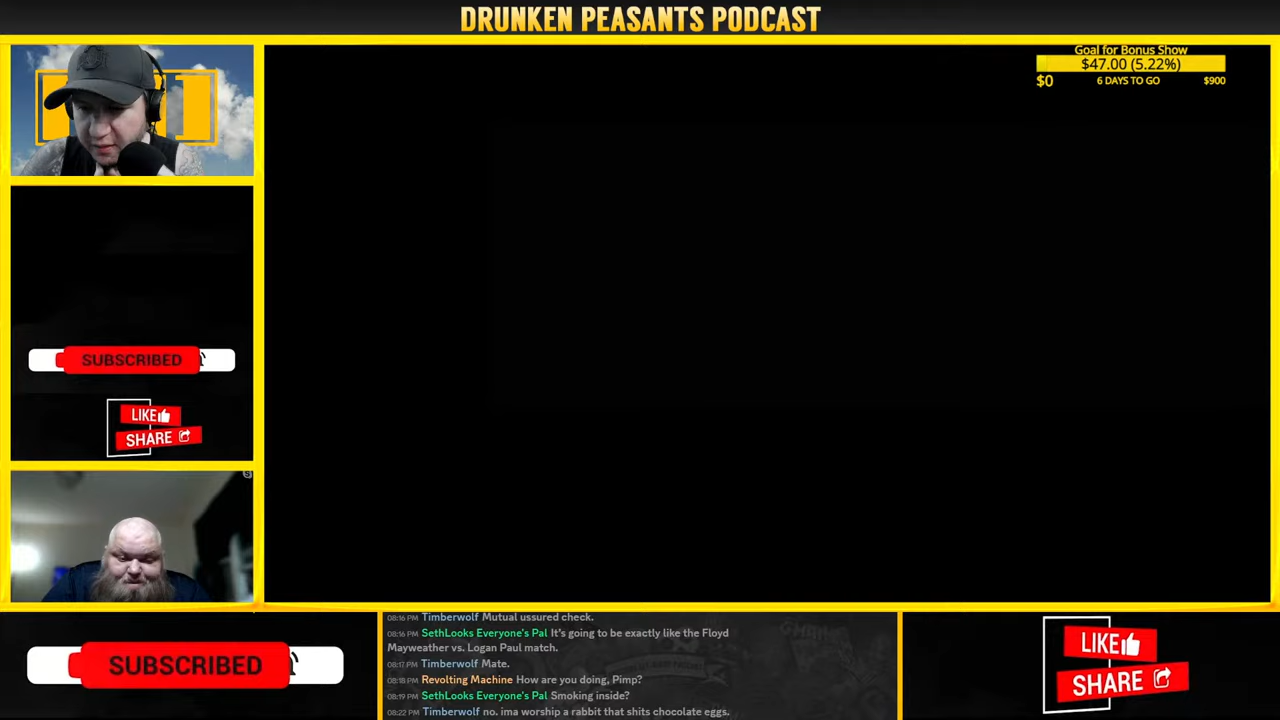 DRUNKEN PEASANTS PODCAST
Goal for Bonus Show
$47.00 (5.22%)
$0
6 DAYS TO GO
$900
SUBSCRIBED
LIKE
SHARE
08:16 PM Timberwolf Mutual ussured check.
08:16 PM SethLooks Everyone's Pal It's going to be exactly like the Floyd
Mayweather vs. Logan Paul match.
08:17 PM Timberwolf Mate.
08:18 PM Revolting Machine How are you doing, Pimp?
08:19 PM SethLooks Everyone's Pal Smoking inside?
08:22 PM Timberwolf no. ima worship a rabbit that shits chocolate eggs.
SUBSCRIBED
LIKE
SHARE